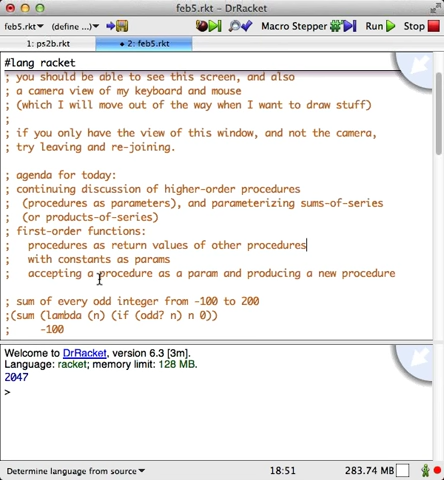 feb5.rkt - DrRacket
feb5.rkt▾ (define ...)▾ Macro Stepper Run Stop
1: ps2b.rkt • 2: feb5.rkt
#lang racket
; you should be able to see this screen, and also
; a camera view of my keyboard and mouse
; (which I will move out of the way when I want to draw stuff)
;
; if you only have the view of this window, and not the camera,
; try leaving and re-joining.
; agenda for today:
; continuing discussion of higher-order procedures
; (procedures as parameters), and parameterizing sums-of-series
; (or products-of-series)
; first-order functions:
; procedures as return values of other procedures
; with constants as params
; accepting a procedure as a param and producing a new procedure
; sum of every odd integer from -100 to 200
;(sum (lambda (n) (if (odd? n) n 0))
; -100
Welcome to DrRacket, version 6.3 [3m].
Language: racket; memory limit: 128 MB.
2047
>
Determine language from source▾ 18:51 283.74 MB